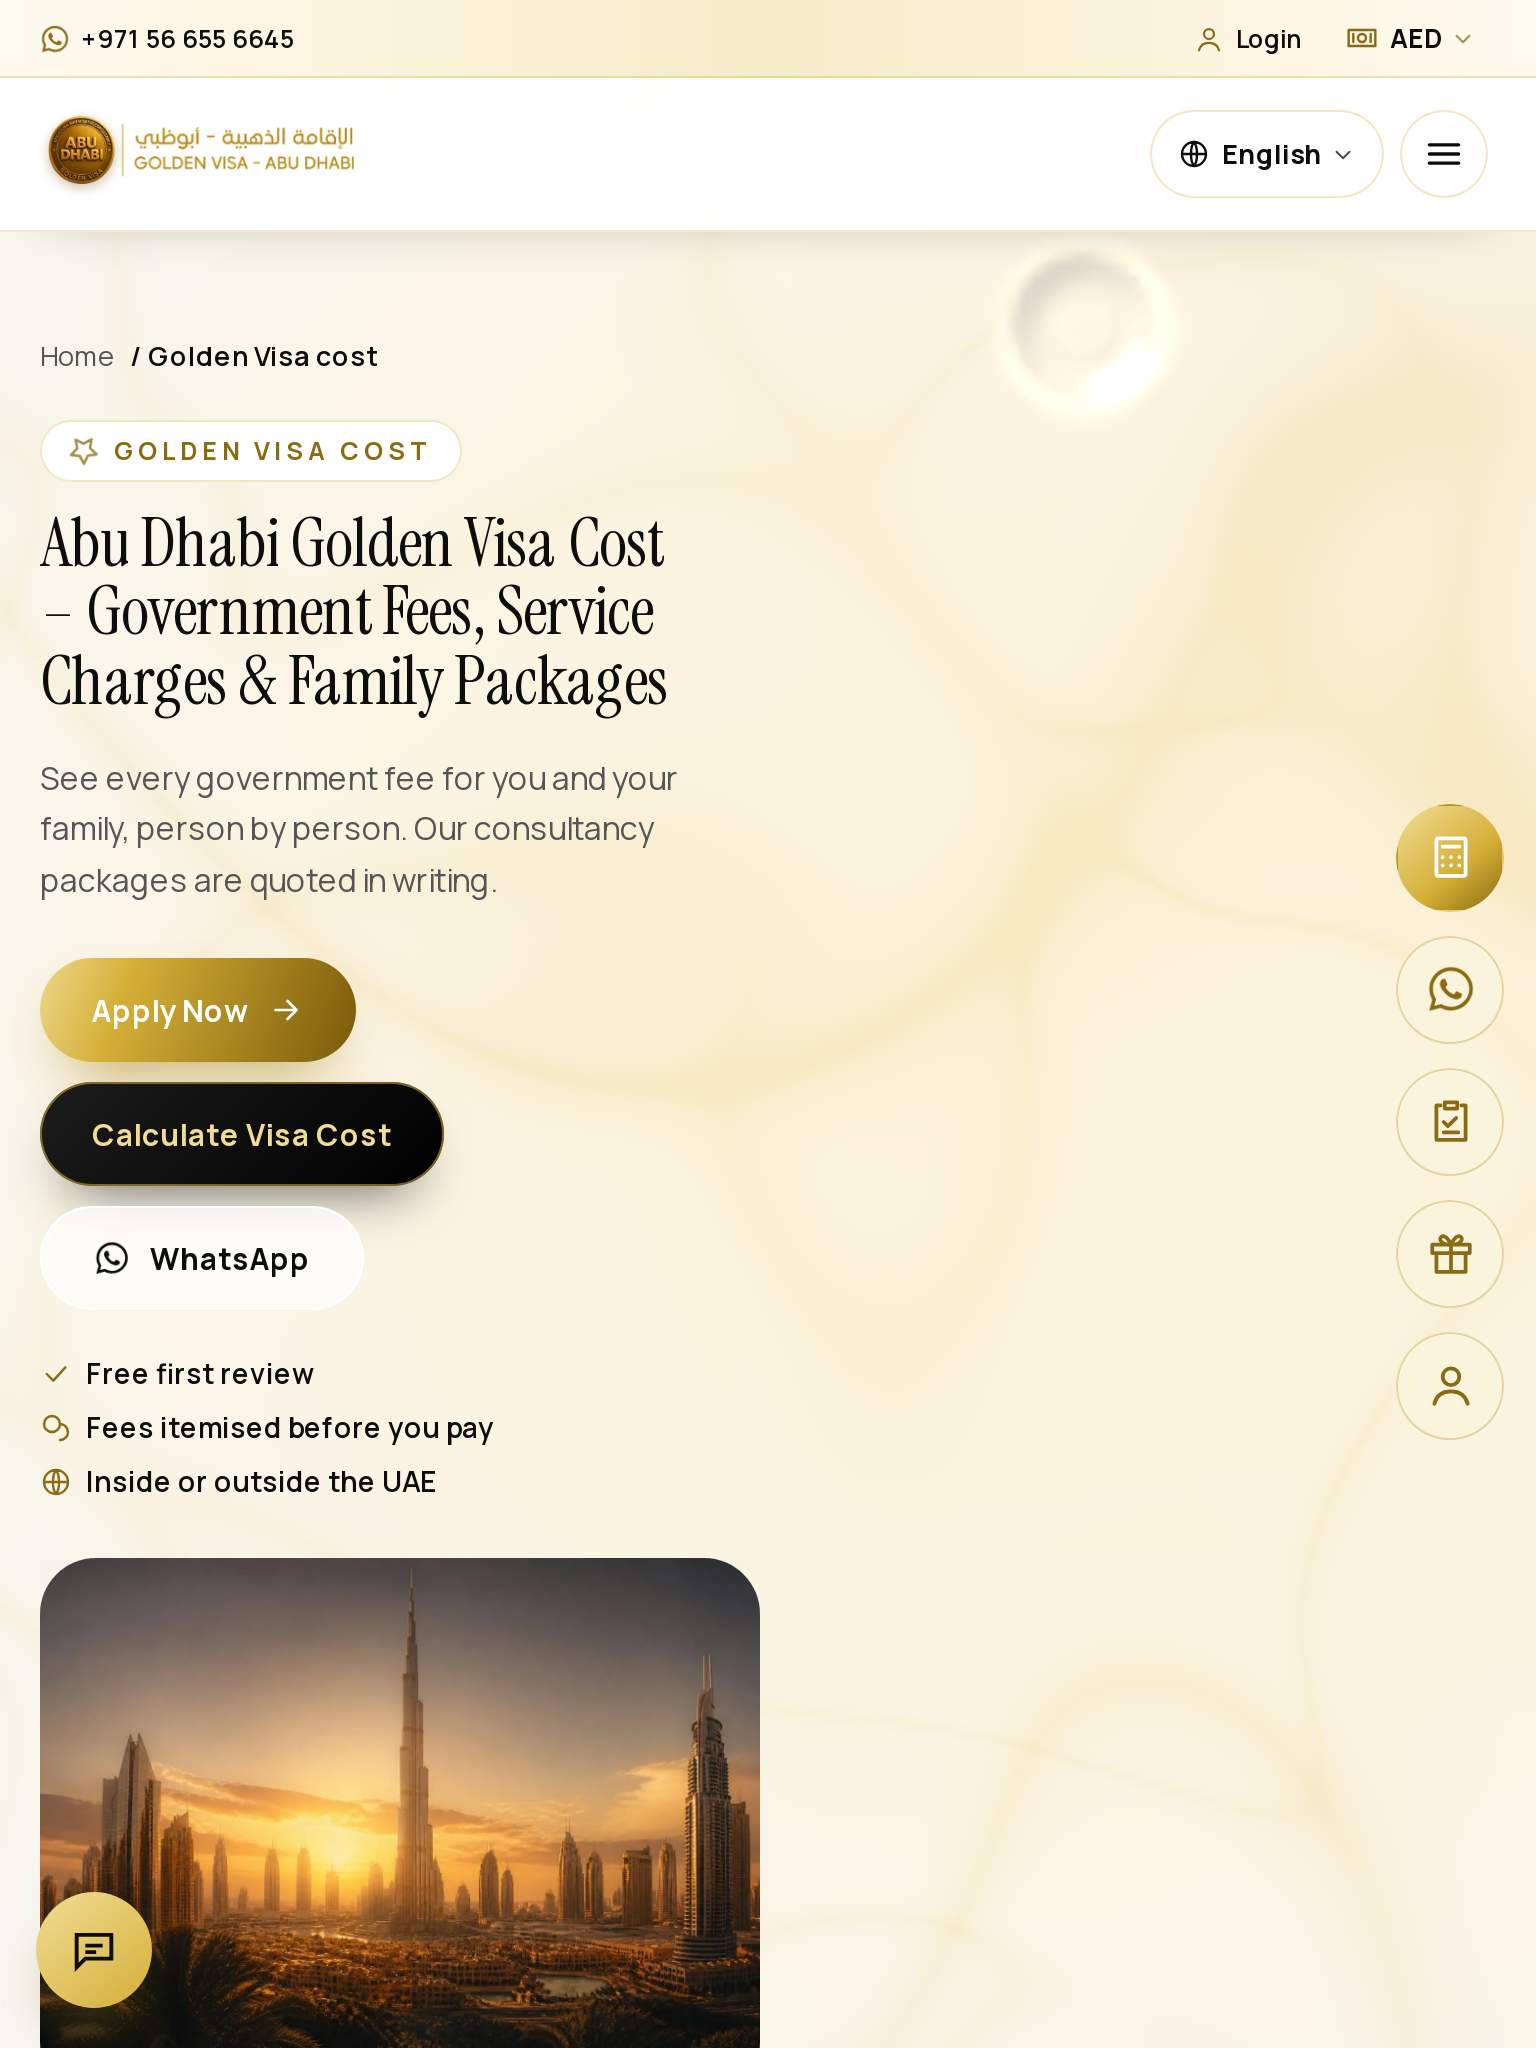 +971 56 655 6645
Login
AED
ABU DHABI
الإقامة الذهبية - أبوظبي
GOLDEN VISA - ABU DHABI
English
Home / Golden Visa cost
GOLDEN VISA COST
Abu Dhabi Golden Visa Cost
– Government Fees, Service
Charges & Family Packages
See every government fee for you and your
family, person by person. Our consultancy
packages are quoted in writing.
Apply Now
Calculate Visa Cost
WhatsApp
Free first review
Fees itemised before you pay
Inside or outside the UAE